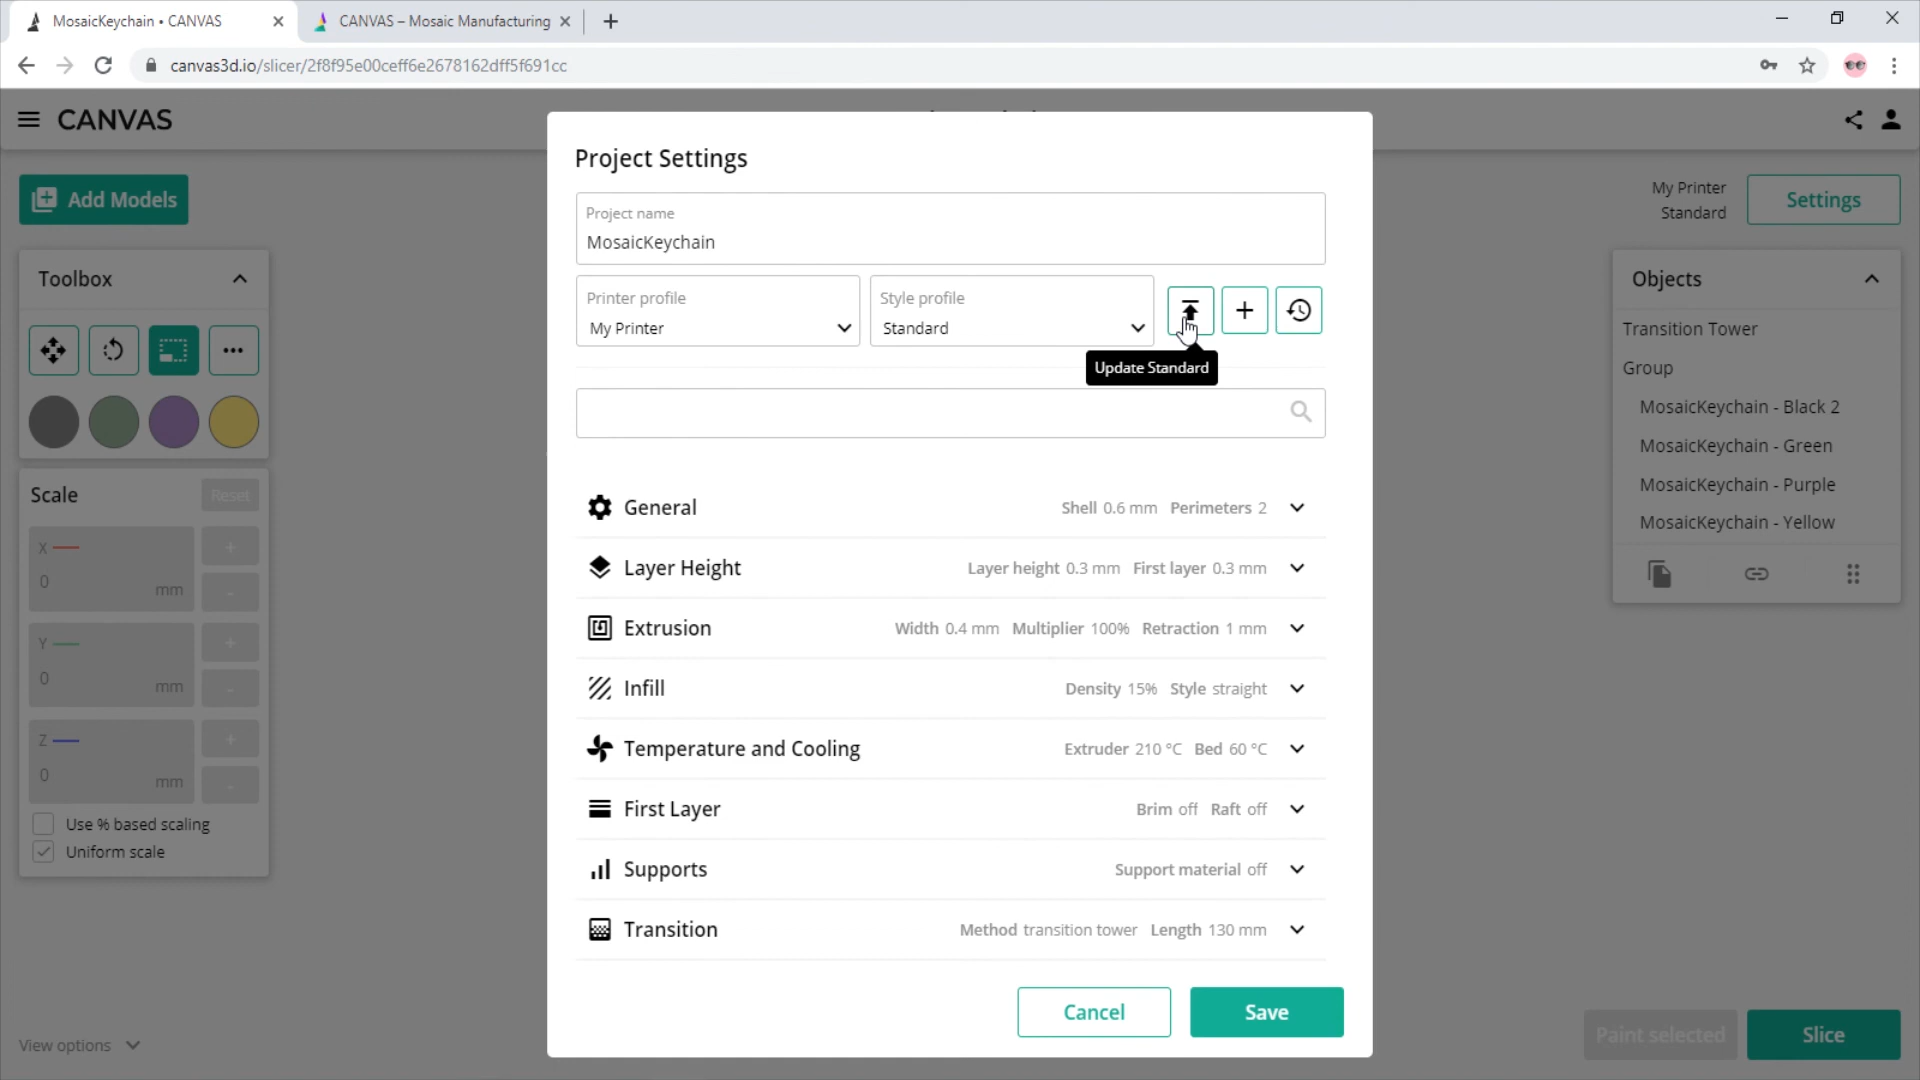 MosaicKeychain • CANVAS
CANVAS – Mosaic Manufacturing
canvas3d.io/slicer/2f8f95e00ceff6e2678162dff5f691cc
CANVAS
Add Models
My Printer
Standard
Settings
Toolbox
Scale
Reset
X
0
mm
+
-
Y
0
mm
+
-
Z
0
mm
+
-
Use % based scaling
Uniform scale
View options
Project Settings
Project name
MosaicKeychain
Printer profile
My Printer
Style profile
Standard
Update Standard
General Shell 0.6 mm Perimeters 2
Layer Height Layer height 0.3 mm First layer 0.3 mm
Extrusion Width 0.4 mm Multiplier 100% Retraction 1 mm
Infill Density 15% Style straight
Temperature and Cooling Extruder 210 °C Bed 60 °C
First Layer Brim off Raft off
Supports Support material off
Transition Method transition tower Length 130 mm
Cancel
Save
Objects
Transition Tower
Group
MosaicKeychain - Black 2
MosaicKeychain - Green
MosaicKeychain - Purple
MosaicKeychain - Yellow
Paint selected
Slice